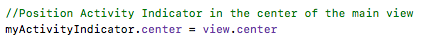 //Position Activity Indicator in the center of the main view
myActivityIndicator.center = view.center